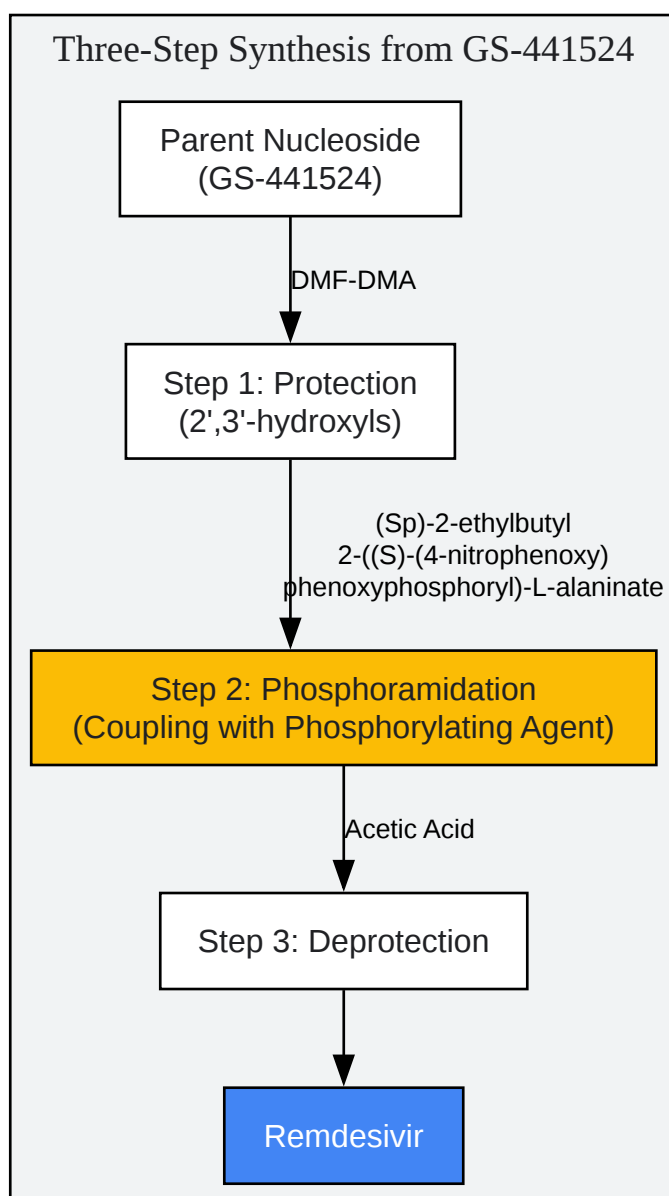 Three-Step Synthesis from GS-441524
Parent Nucleoside
(GS-441524)
DMF-DMA
Step 1: Protection
(2',3'-hydroxyls)
(Sp)-2-ethylbutyl
2-((S)-(4-nitrophenoxy)
phenoxyphosphoryl)-L-alaninate
Step 2: Phosphoramidation
(Coupling with Phosphorylating Agent)
Acetic Acid
Step 3: Deprotection
Remdesivir